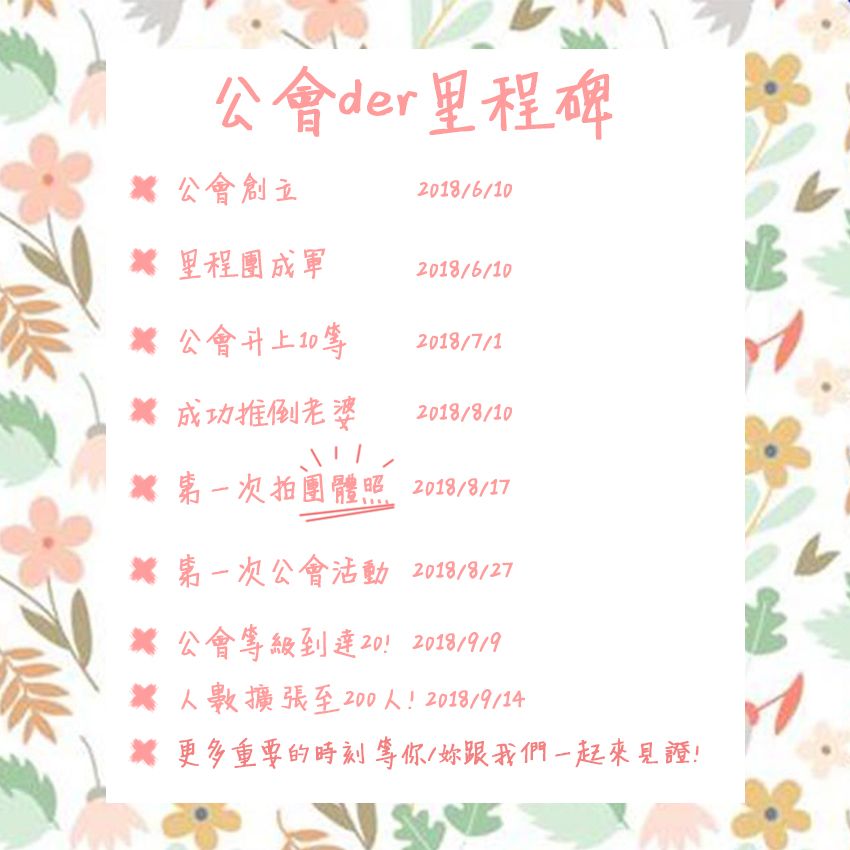 公會der里程碑
公會創立 2018/6/10
里程團成軍 2018/6/10
公會升上10等 2018/7/1
成功推倒老婆 2018/8/10
第一次拍團體照 2018/8/17
第一次公會活動 2018/8/27
公會等級到達20! 2018/9/9
人數擴張至200人! 2018/9/14
更多重要的時刻等你/妳跟我們一起來見證!